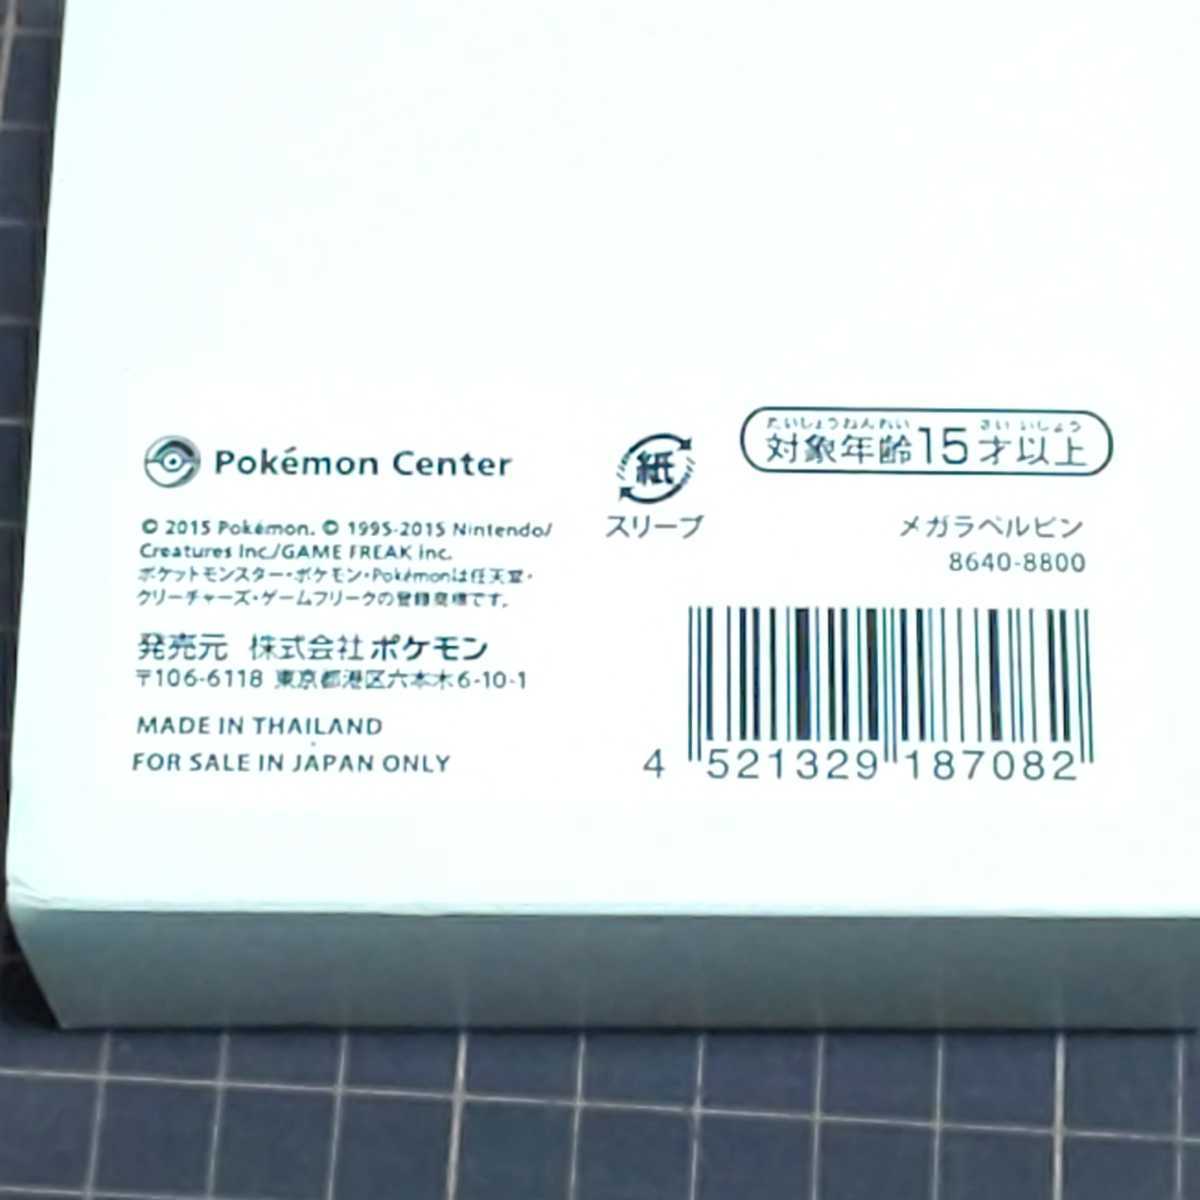 Pokémon Center
© 2015 Pokémon. © 1995-2015 Nintendo/
Creatures Inc./GAME FREAK inc.
ポケットモンスター・ポケモン・Pokémonは任天堂・
クリーチャーズ・ゲームフリークの登録商標です。
発売元 株式会社ポケモン
〒106-6118 東京都港区六本木6-10-1
MADE IN THAILAND
FOR SALE IN JAPAN ONLY
紙
スリーブ
たいしょうねんれい さい いじょう
対象年齢15才以上
メガラペルピン
8640-8800
4 521329 187082